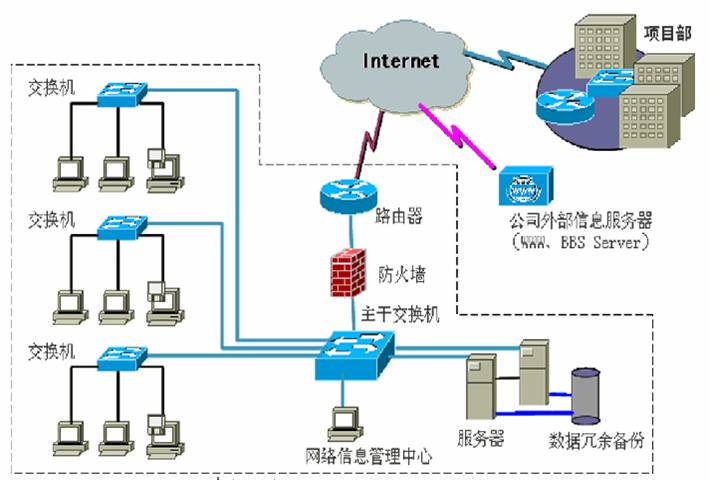 项目部
Internet
交换机
公司外部信息服务器
(WWW、BBS Server)
路由器
交换机
防火墙
主干交换机
交换机
网络信息管理中心
服务器
数据冗余备份
WWW